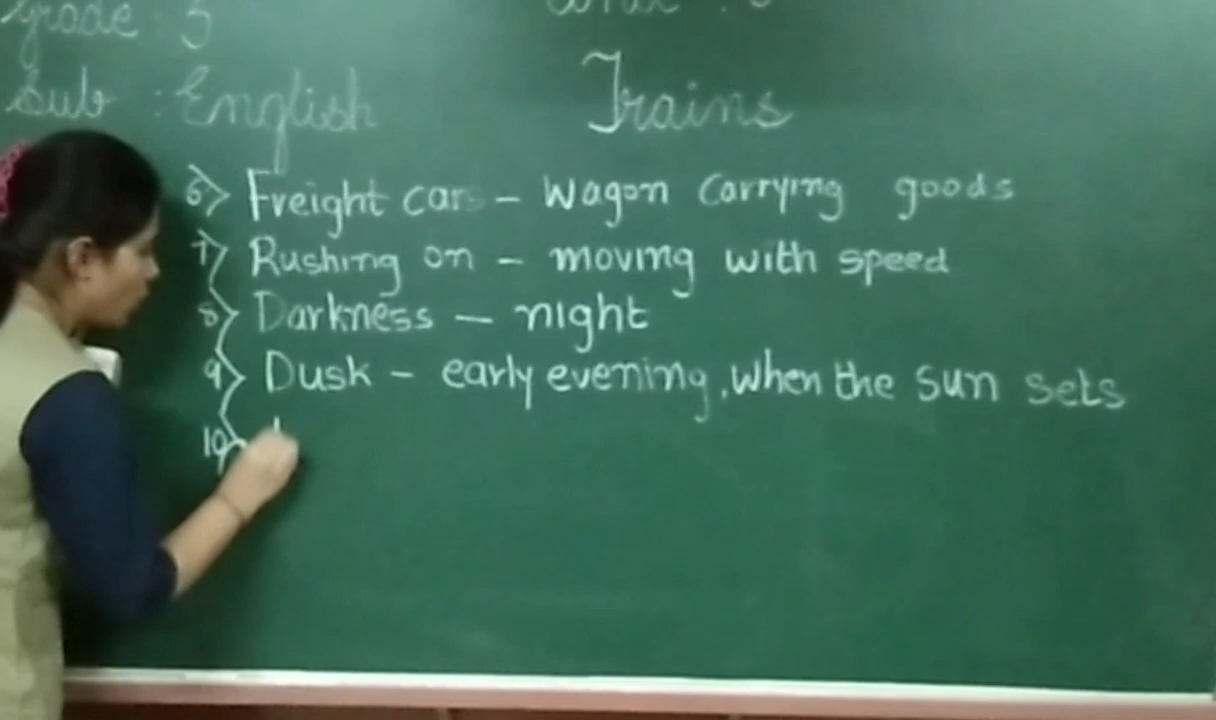 Grade : 5
Sub : English
Trains
6> Freight cars - Wagon Carrying goods
7> Rushing on - moving with speed
8> Darkness - night
9> Dusk - early evening, when the sun sets
10>